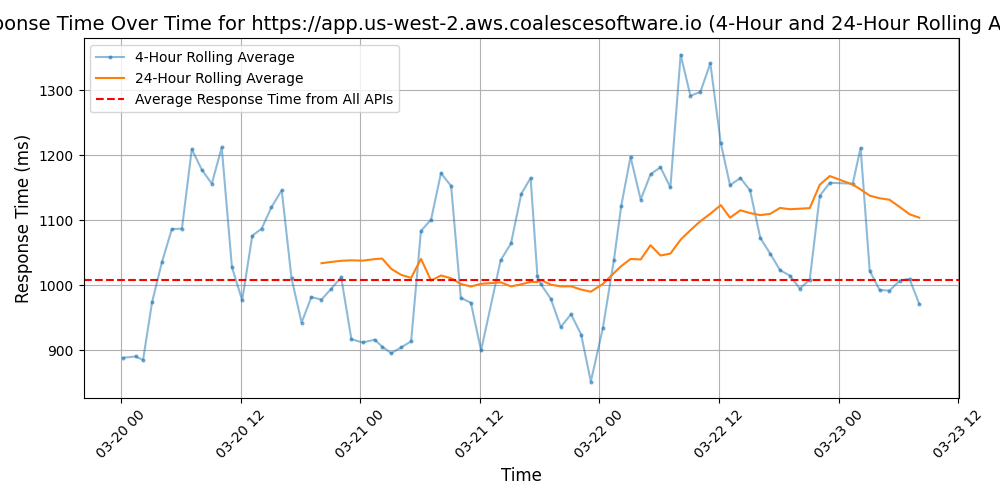 ponse Time Over Time for https://app.us-west-2.aws.coalescesoftware.io (4-Hour and 24-Hour Rolling A
4-Hour Rolling Average
24-Hour Rolling Average
Average Response Time from All APIs
Response Time (ms)
1300
1200
1100
1000
900
03-20 00
03-20 12
03-21 00
03-21 12
03-22 00
03-22 12
03-23 00
03-23 12
Time